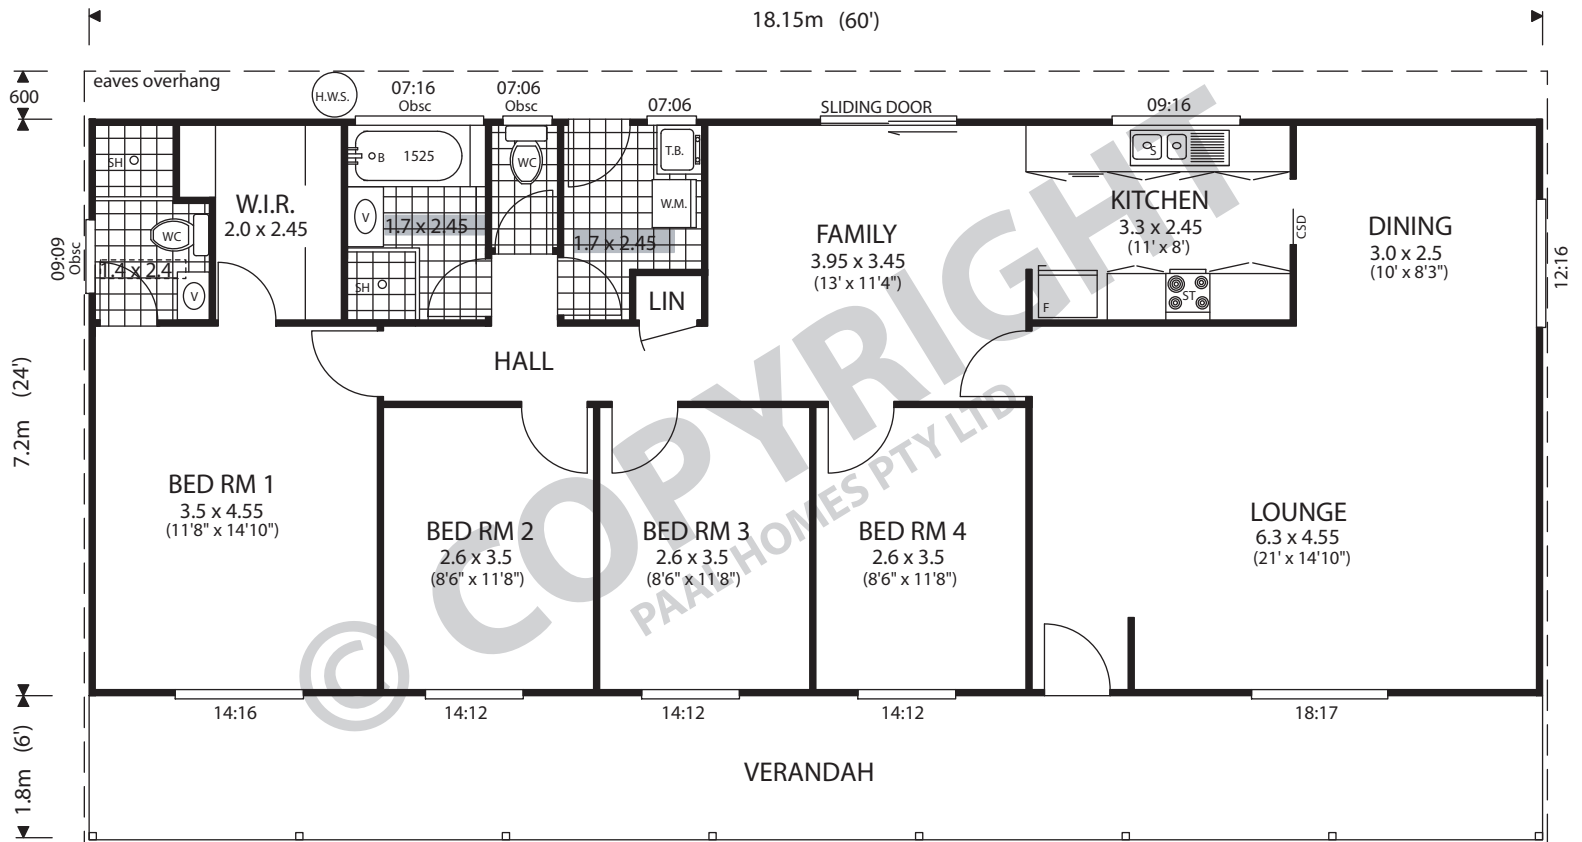 18.15m (60')
eaves overhang
600
H.W.S.
07:16
Obsc
07:06
Obsc
07:06
SLIDING DOOR
09:16
SH
B 1525
WC
T.B.
S
W.I.R.
2.0 x 2.45
V
1.7 x 2.45
W.M.
1.7 x 2.45
FAMILY
3.95 x 3.45
(13' x 11'4")
KITCHEN
3.3 x 2.45
(11' x 8')
CSD
DINING
3.0 x 2.5
(10' x 8'3")
12:16
09:09
Obsc
WC
1.4 x 2.4
V
SH
LIN
F
ST
HALL
7.2m (24')
BED RM 1
3.5 x 4.55
(11'8" x 14'10")
BED RM 2
2.6 x 3.5
(8'6" x 11'8")
BED RM 3
2.6 x 3.5
(8'6" x 11'8")
BED RM 4
2.6 x 3.5
(8'6" x 11'8")
LOUNGE
6.3 x 4.55
(21' x 14'10")
© COPYRIGHT
PAAL HOMES PTY LTD
14:16
14:12
14:12
14:12
18:17
1.8m (6')
VERANDAH